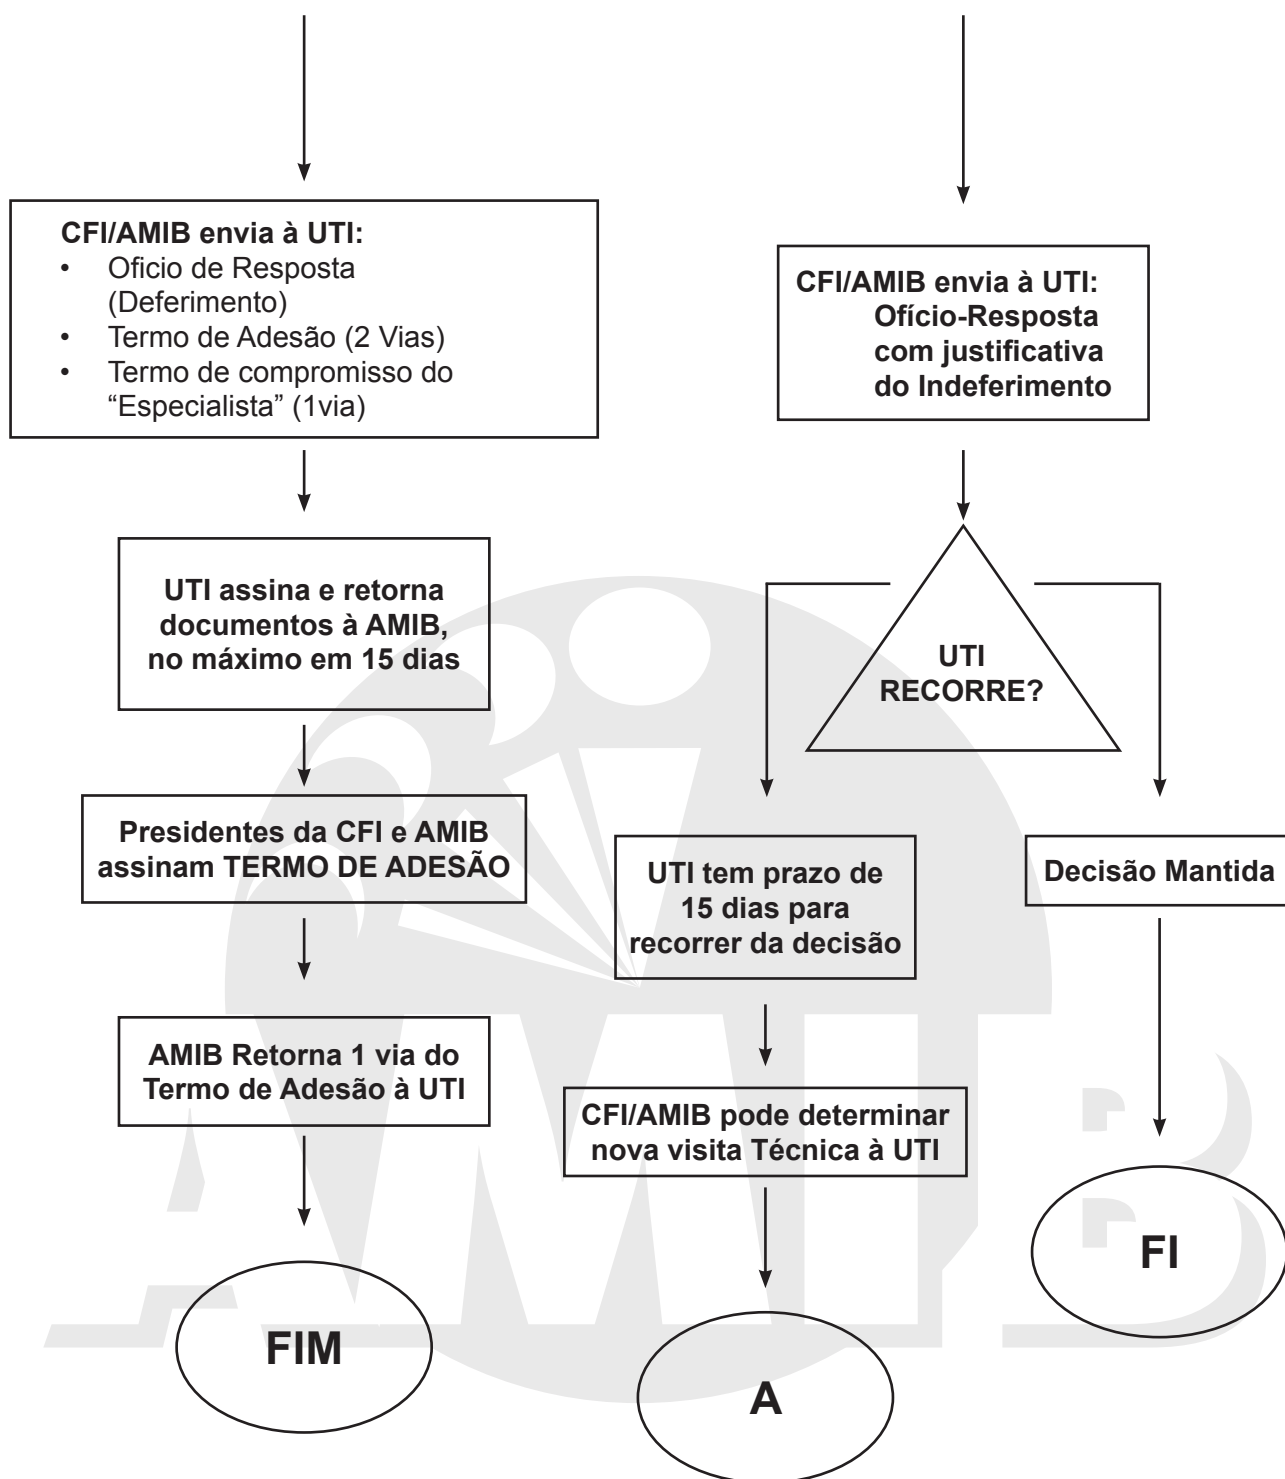 CFI/AMIB envia à UTI:
• Oficio de Resposta
(Deferimento)
• Termo de Adesão (2 Vias)
• Termo de compromisso do
“Especialista” (1via)
UTI assina e retorna
documentos à AMIB,
no máximo em 15 dias
Presidentes da CFI e AMIB
assinam TERMO DE ADESÃO
AMIB Retorna 1 via do
Termo de Adesão à UTI
FIM
CFI/AMIB envia à UTI:
Ofício-Resposta
com justificativa
do Indeferimento
UTI
RECORRE?
UTI tem prazo de
15 dias para
recorrer da decisão
CFI/AMIB pode determinar
nova visita Técnica à UTI
A
Decisão Mantida
FI
AMIB